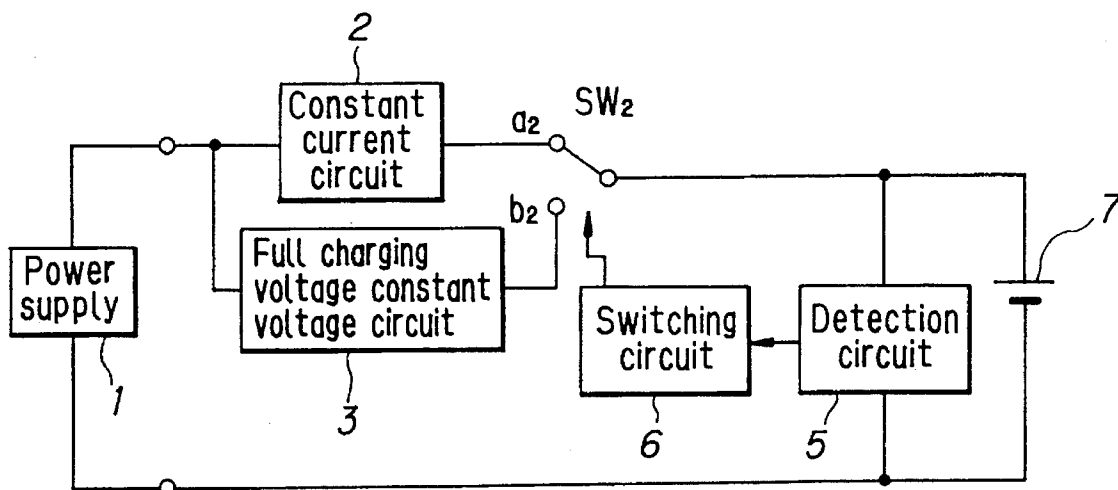 2
Constant
current
circuit
a2
SW2
b2
7
Full charging
voltage constant
voltage circuit
Power
supply
Switching
circuit
Detection
circuit
1
3
6
5